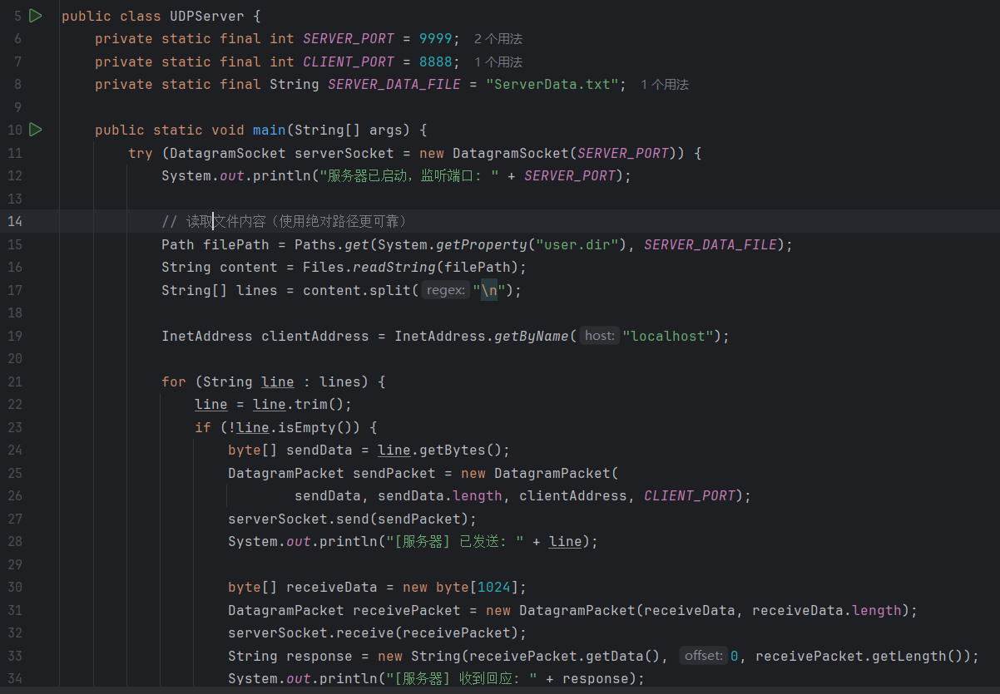 5 public class UDPServer {
6 private static final int SERVER_PORT = 9999; 2 个用法
7 private static final int CLIENT_PORT = 8888; 1 个用法
8 private static final String SERVER_DATA_FILE = "ServerData.txt"; 1 个用法
9
10 public static void main(String[] args) {
11 try (DatagramSocket serverSocket = new DatagramSocket(SERVER_PORT)) {
12 System.out.println("服务器已启动，监听端口: " + SERVER_PORT);
13
14 // 读取文件内容（使用绝对路径更可靠）
15 Path filePath = Paths.get(System.getProperty("user.dir"), SERVER_DATA_FILE);
16 String content = Files.readString(filePath);
17 String[] lines = content.split( regex: "\n");
18
19 InetAddress clientAddress = InetAddress.getByName( host: "localhost");
20
21 for (String line : lines) {
22 line = line.trim();
23 if (!line.isEmpty()) {
24 byte[] sendData = line.getBytes();
25 DatagramPacket sendPacket = new DatagramPacket(
26 sendData, sendData.length, clientAddress, CLIENT_PORT);
27 serverSocket.send(sendPacket);
28 System.out.println("[服务器] 已发送: " + line);
29
30 byte[] receiveData = new byte[1024];
31 DatagramPacket receivePacket = new DatagramPacket(receiveData, receiveData.length);
32 serverSocket.receive(receivePacket);
33 String response = new String(receivePacket.getData(), offset: 0, receivePacket.getLength());
34 System.out.println("[服务器] 收到回应: " + response);